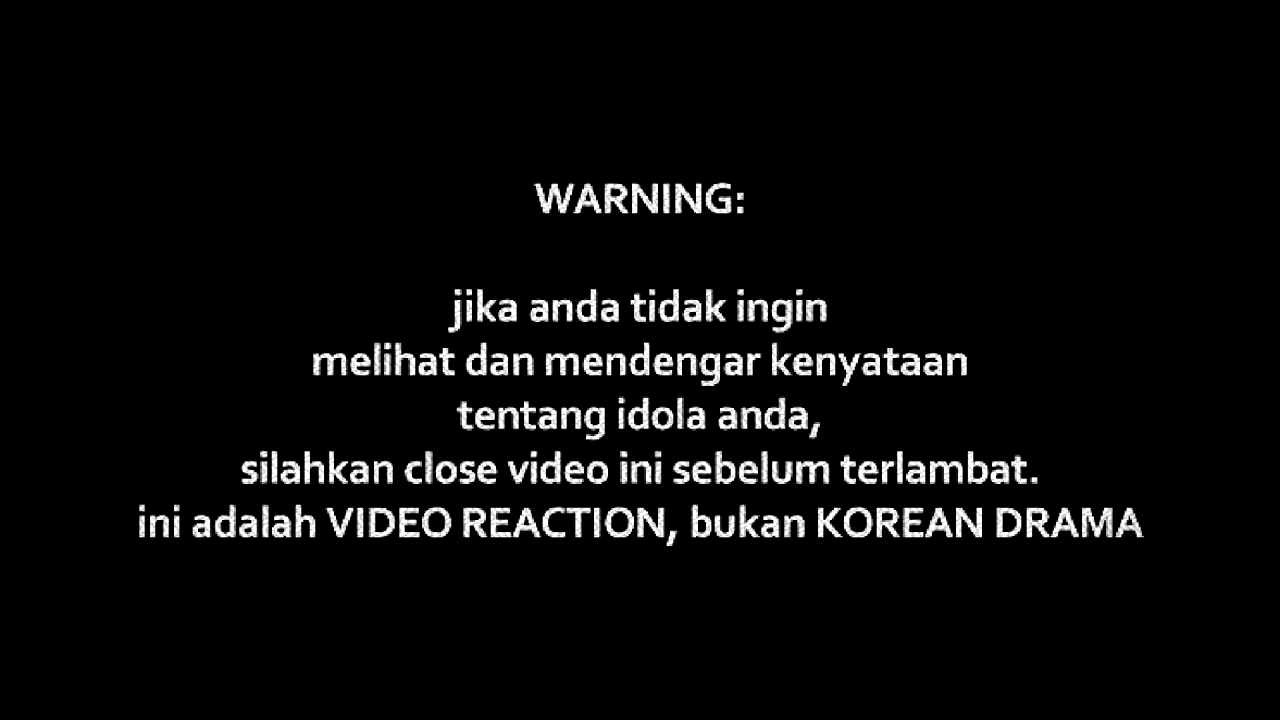 WARNING:
jika anda tidak ingin
melihat dan mendengar kenyataan
tentang idola anda,
silahkan close video ini sebelum terlambat.
ini adalah VIDEO REACTION, bukan KOREAN DRAMA